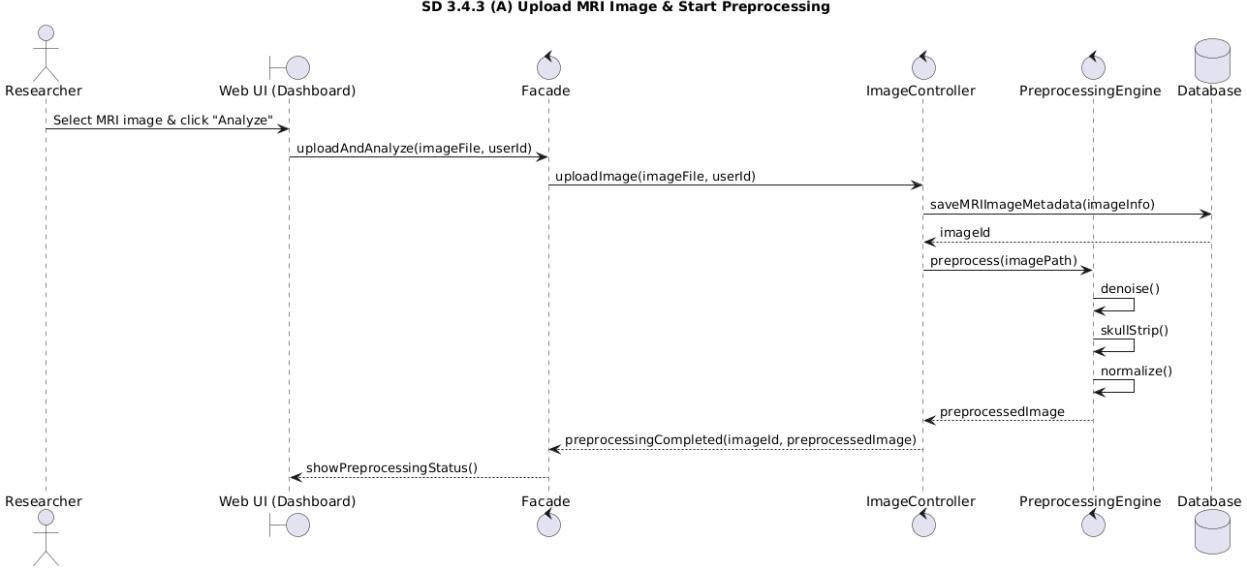 SD 3.4.3 (A) Upload MRI Image & Start Preprocessing
Researcher Web UI (Dashboard) Facade ImageController PreprocessingEngine Database
Select MRI image & click "Analyze"
uploadAndAnalyze(imageFile, userId)
uploadImage(imageFile, userId)
saveMRIImageMetadata(imageInfo)
imageId
preprocess(imagePath)
denoise()
skullStrip()
normalize()
preprocessedImage
preprocessingCompleted(imageId, preprocessedImage)
showPreprocessingStatus()
Researcher Web UI (Dashboard) Facade ImageController PreprocessingEngine Database